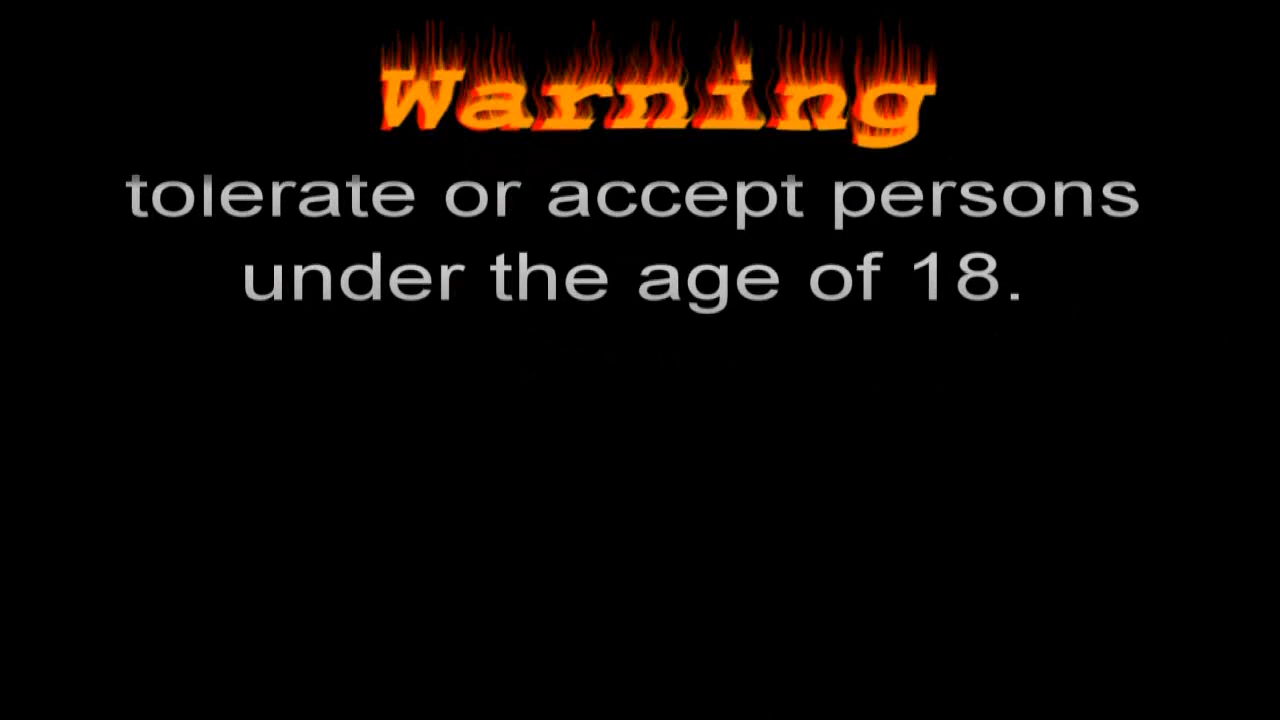 Warning
tolerate or accept persons
under the age of 18.